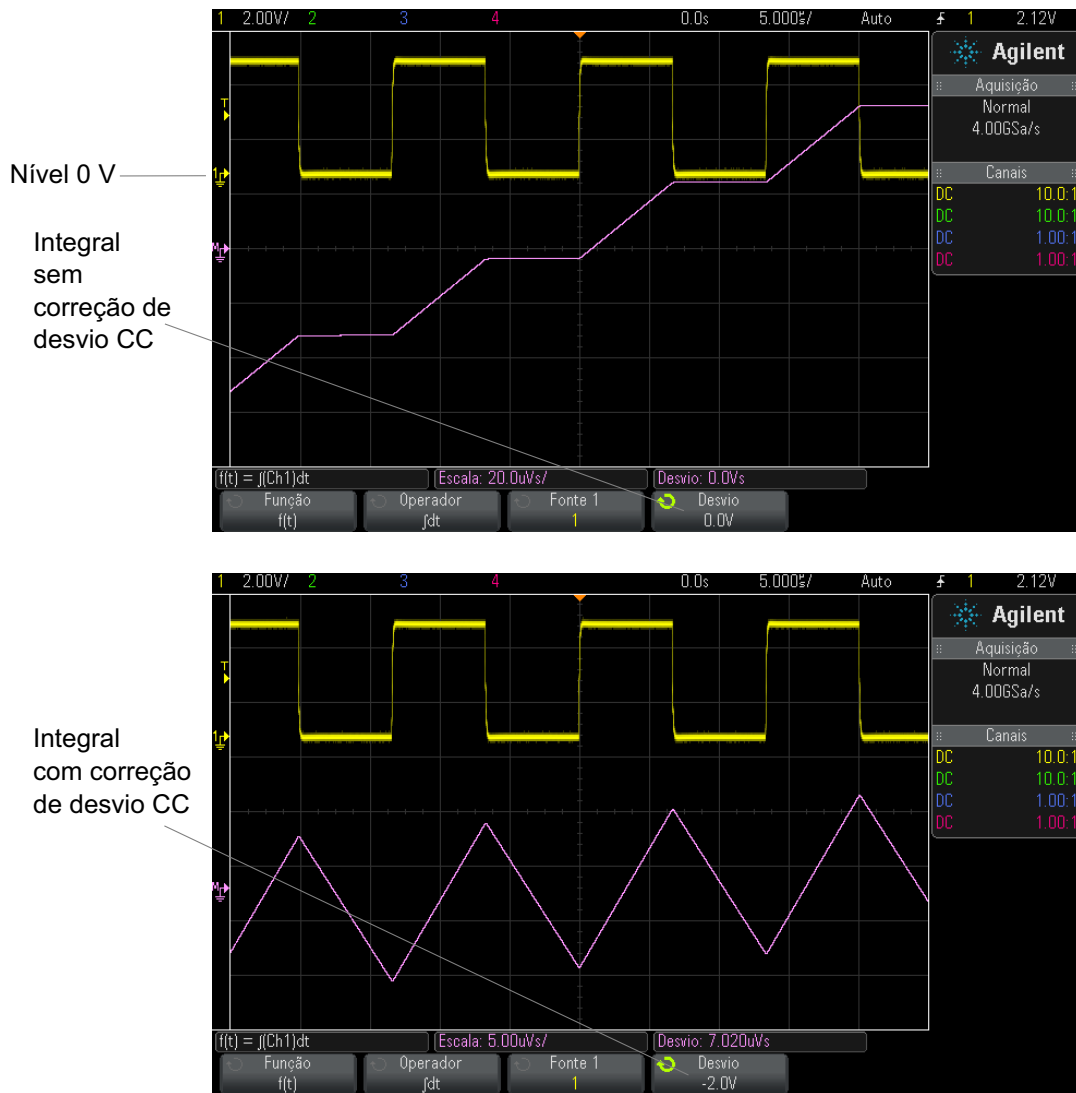 1 2.00V/ 2 3 4 0.0s 5.000µs/ Auto 1 2.12V
Agilent
Aquisição
Normal
4.00GSa/s
Canais
DC 10.0:1
DC 10.0:1
DC 1.00:1
DC 1.00:1
T
1
M
Nível 0 V
Integral
sem
correção de
desvio CC
f(t) = ∫(Ch1)dt Escala: 20.0uVs/ Desvio: 0.0Vs
Função Operador Fonte 1 Desvio
f(t) ∫dt 1 0.0V
1 2.00V/ 2 3 4 0.0s 5.000µs/ Auto 1 2.12V
Agilent
Aquisição
Normal
4.00GSa/s
Canais
DC 10.0:1
DC 10.0:1
DC 1.00:1
DC 1.00:1
T
1
M
Integral
com correção
de desvio CC
f(t) = ∫(Ch1)dt Escala: 5.00uVs/ Desvio: 7.020uVs
Função Operador Fonte 1 Desvio
f(t) ∫dt 1 -2.0V